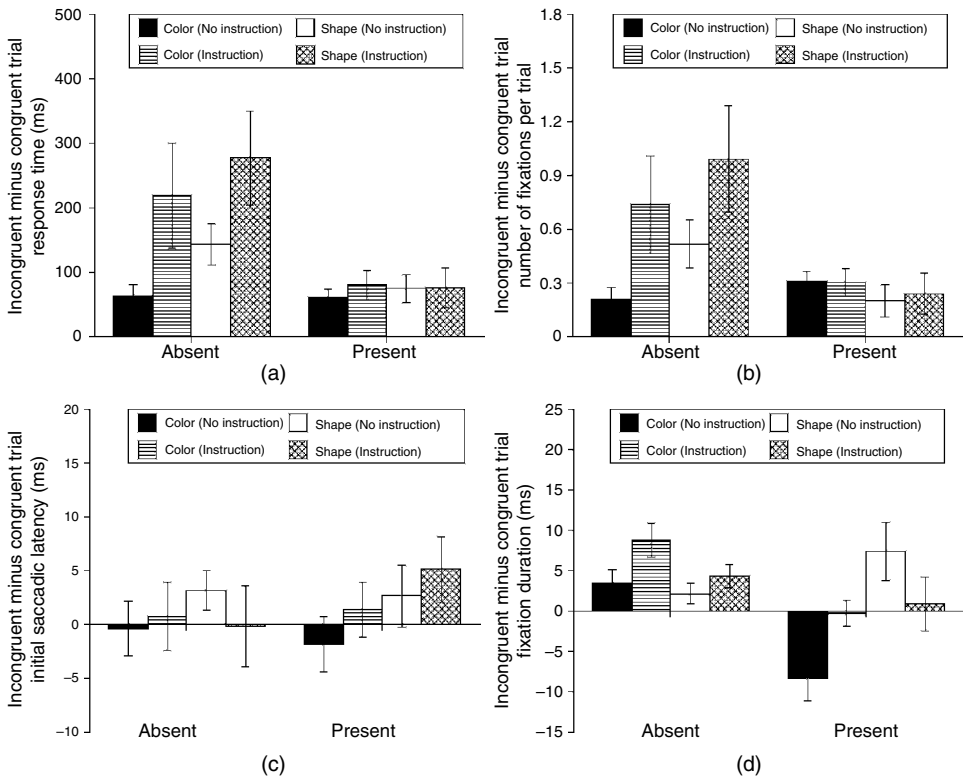 Incongruent minus congruent trial
response time (ms)
500
400
300
200
100
0
Color (No instruction)
Shape (No instruction)
Color (Instruction)
Shape (Instruction)
Absent
Present
(a)
Incongruent minus congruent trial
number of fixations per trial
1.8
1.5
1.2
0.9
0.6
0.3
0
Color (No instruction)
Shape (No instruction)
Color (Instruction)
Shape (Instruction)
Absent
Present
(b)
Incongruent minus congruent trial
initial saccadic latency (ms)
20
15
10
5
0
−5
−10
Color (No instruction)
Shape (No instruction)
Color (Instruction)
Shape (Instruction)
Absent
Present
(c)
Incongruent minus congruent trial
fixation duration (ms)
25
20
15
10
5
0
−5
−10
−15
Color (No instruction)
Shape (No instruction)
Color (Instruction)
Shape (Instruction)
Absent
Present
(d)